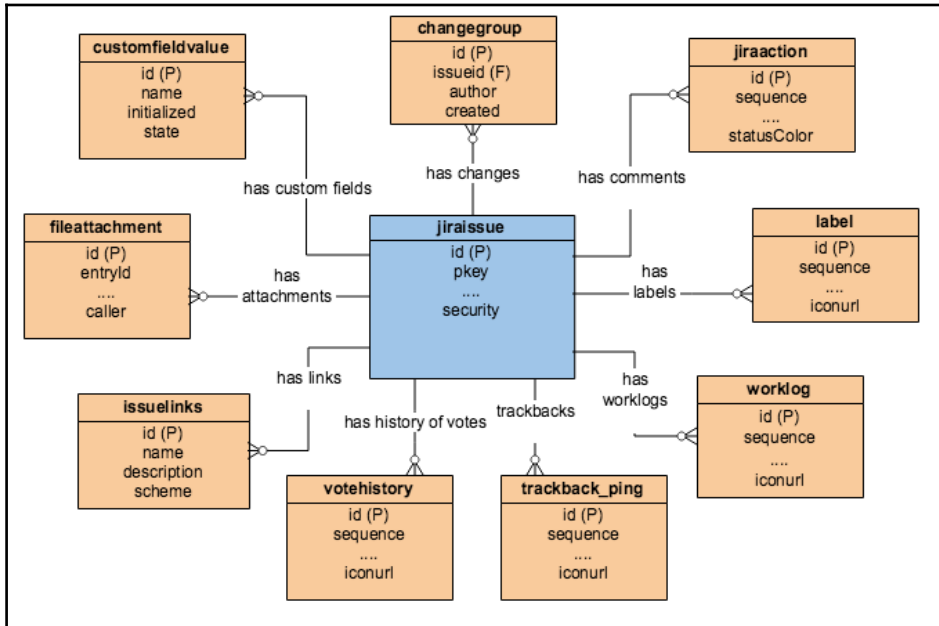 customfieldvalue
id (P)
name
initialized
state
changegroup
id (P)
issueid (F)
author
created
jiraaction
id (P)
sequence
....
statusColor
has custom fields
has changes
has comments
fileattachment
id (P)
entryId
....
caller
has
attachments
jiraissue
id (P)
pkey
....
security
has
labels
label
id (P)
sequence
....
iconurl
has links
issuelinks
id (P)
name
description
scheme
has history of votes
trackbacks
has
worklogs
worklog
id (P)
sequence
....
iconurl
votehistory
id (P)
sequence
....
iconurl
trackback_ping
id (P)
sequence
....
iconurl